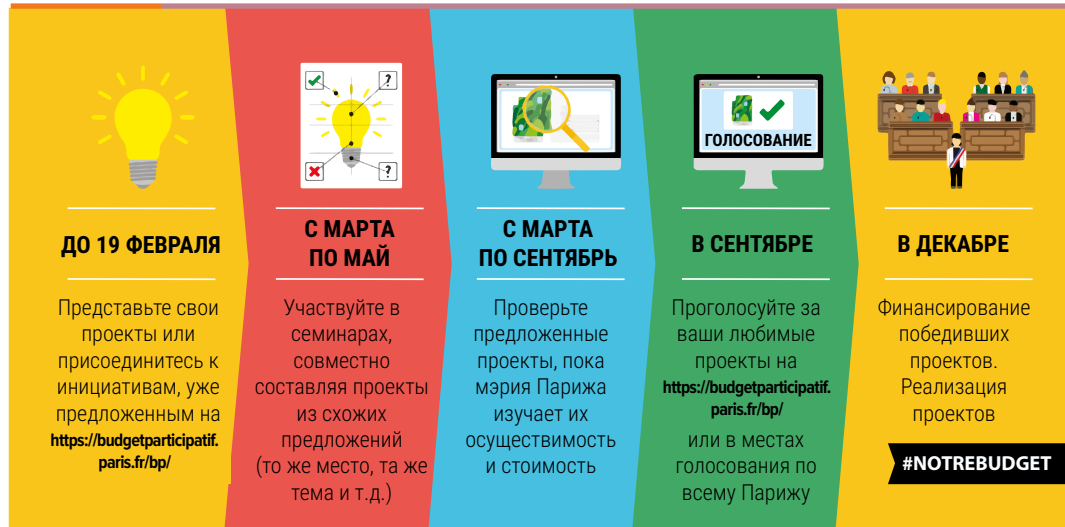 ДО 19 ФЕВРАЛЯ
Представьте свои
проекты или
присоединитесь к
инициативам, уже
предложенным на
https://budgetparticipatif.
paris.fr/bp/
?
?
С МАРТА
ПО МАЙ
Участвуйте в
семинарах,
совместно
составляя проекты
из схожих
предложений
(то же место, та же
тема и т.д.)
С МАРТА
ПО СЕНТЯБРЬ
Проверьте
предложенные
проекты, пока
мэрия Парижа
изучает их
осуществимость
и стоимость
ГОЛОСОВАНИЕ
В СЕНТЯБРЕ
Проголосуйте за
ваши любимые
проекты на
https://budgetparticipatif.
paris.fr/bp/
или в местах
голосования по
всему Парижу
В ДЕКАБРЕ
Финансирование
победивших
проектов.
Реализация
проектов
#NOTREBUDGET